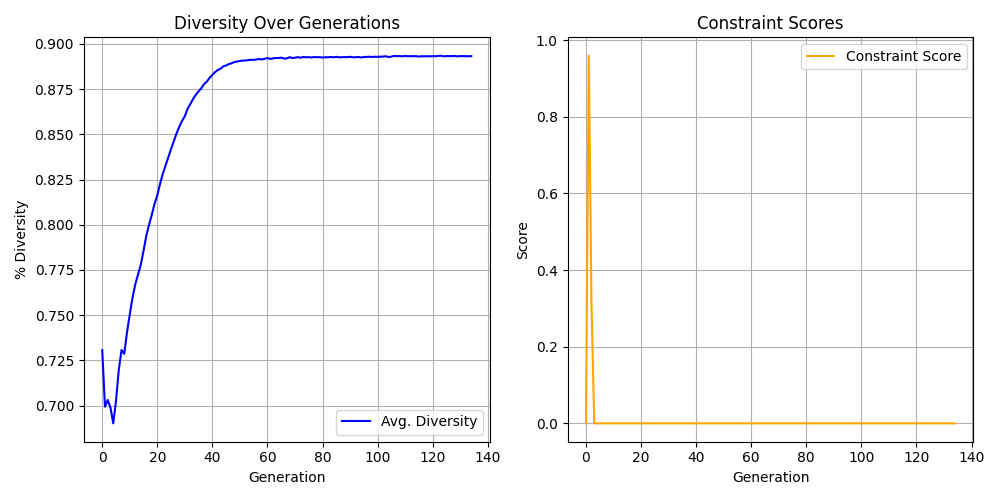 Diversity Over Generations
% Diversity
0.900
0.875
0.850
0.825
0.800
0.775
0.750
0.725
0.700
Avg. Diversity
0 20 40 60 80 100 120 140
Generation
Constraint Scores
Score
1.0
0.8
0.6
0.4
0.2
0.0
Constraint Score
0 20 40 60 80 100 120 140
Generation